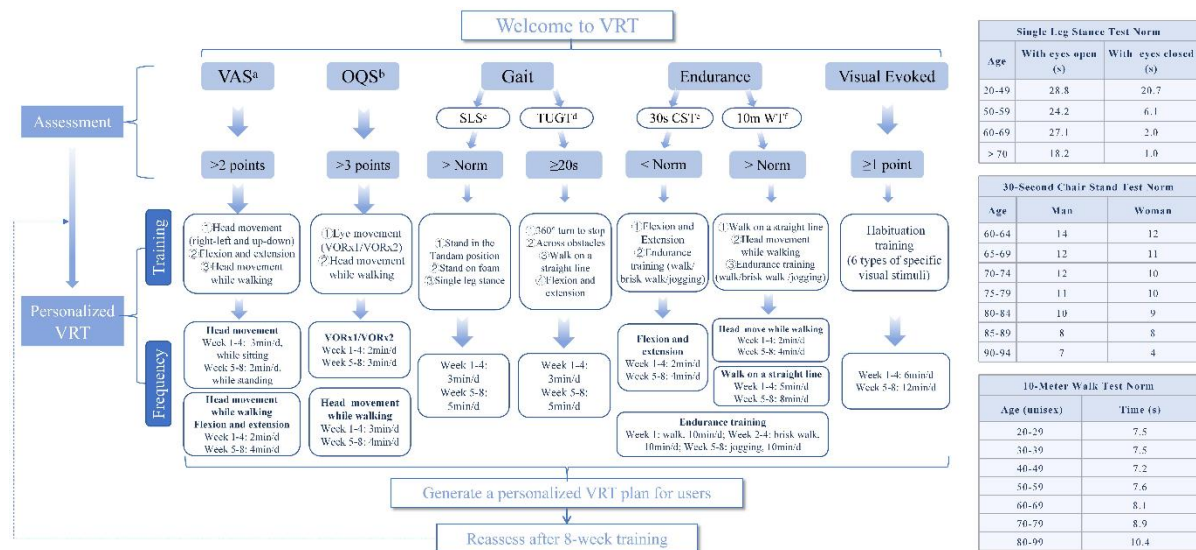 Welcome to VRT
Assessment
Personalized VRT
Training
Frequency
VASᵃ
OQSᵇ
Gait
Endurance
Visual Evoked
SLSᶜ
TUGTᵈ
30s CSTᵉ
10m WTᶠ
>2 points
>3 points
> Norm
≥20s
< Norm
> Norm
≥1 point
①Head movement
(right-left and up-down)
②Flexion and extension
③Head movement
while walking
①Eye movement
(VORx1/VORx2)
②Head movement
while walking
①Stand in the
Tandam position
②Stand on foam
③Single leg stance
①360° turn to stop
②Across obstacles
③Walk on a
straight line
④Flexion and
extension
①Flexion and
Extension
②Endurance
training (walk/
brisk walk/jogging)
①Walk on a straight line
②Head movement
while walking
③Endurance training
(walk/brisk walk /jogging)
Habituation
training
(6 types of specific
visual stimuli)
Head movement
Week 1-4: 3min/d,
while sitting
Week 5-8: 2min/d,
while standing
Head movement
while walking
Flexion and extension
Week 1-4: 2min/d
Week 5-8: 4min/d
VORx1/VORx2
Week 1-4: 2min/d
Week 5-8: 3min/d
Head movement
while walking
Week 1-4: 3min/d
Week 5-8: 4min/d
Week 1-4:
3min/d
Week 5-8:
5min/d
Week 1-4:
3min/d
Week 5-8:
5min/d
Flexion and
extension
Week 1-4: 2min/d
Week 5-8: 4min/d
Head move while walking
Week 1-4: 2min/d
Week 5-8: 4min/d
Walk on a straight line
Week 1-4: 5min/d
Week 5-8: 8min/d
Endurance training
Week 1: walk, 10min/d; Week 2-4: brisk walk,
10min/d; Week 5-8: jogging, 10min/d
Week 1-4: 6min/d
Week 5-8: 12min/d
Generate a personalized VRT plan for users
Reassess after 8-week training
Single Leg Stance Test Norm
Age With eyes open (s) With eyes closed (s)
20-49 28.8 20.7
50-59 24.2 6.1
60-69 27.1 2.0
> 70 18.2 1.0
30-Second Chair Stand Test Norm
Age Man Woman
60-64 14 12
65-69 12 11
70-74 12 10
75-79 11 10
80-84 10 9
85-89 8 8
90-94 7 4
10-Meter Walk Test Norm
Age (unisex) Time (s)
20-29 7.5
30-39 7.5
40-49 7.2
50-59 7.6
60-69 8.1
70-79 8.9
80-99 10.4